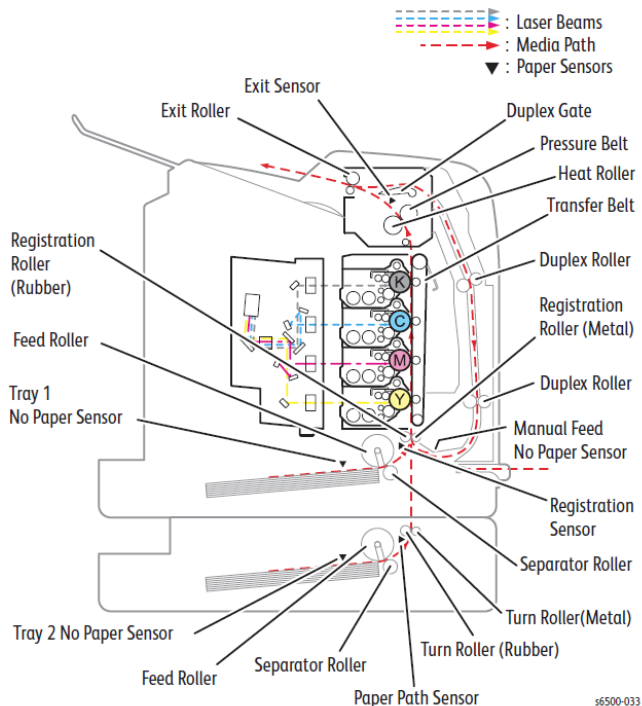 : Laser Beams
: Media Path
: Paper Sensors
Exit Sensor
Exit Roller
Duplex Gate
Pressure Belt
Heat Roller
Transfer Belt
Registration
Roller
(Rubber)
Duplex Roller
Registration
Roller (Metal)
Feed Roller
K
C
M
Y
Tray 1
No Paper Sensor
Duplex Roller
Manual Feed
No Paper Sensor
Registration
Sensor
Separator Roller
Turn Roller(Metal)
Tray 2 No Paper Sensor
Turn Roller (Rubber)
Separator Roller
Feed Roller
Paper Path Sensor
s6500-033